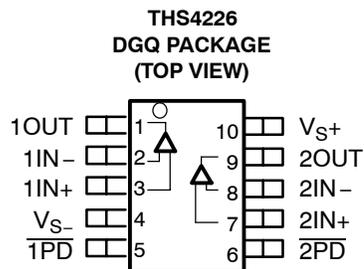 THS4226
DGQ PACKAGE
(TOP VIEW)
1OUT 1 10 VS+
1IN− 2 9 2OUT
1IN+ 3 8 2IN−
VS− 4 7 2IN+
1PD 5 6 2PD